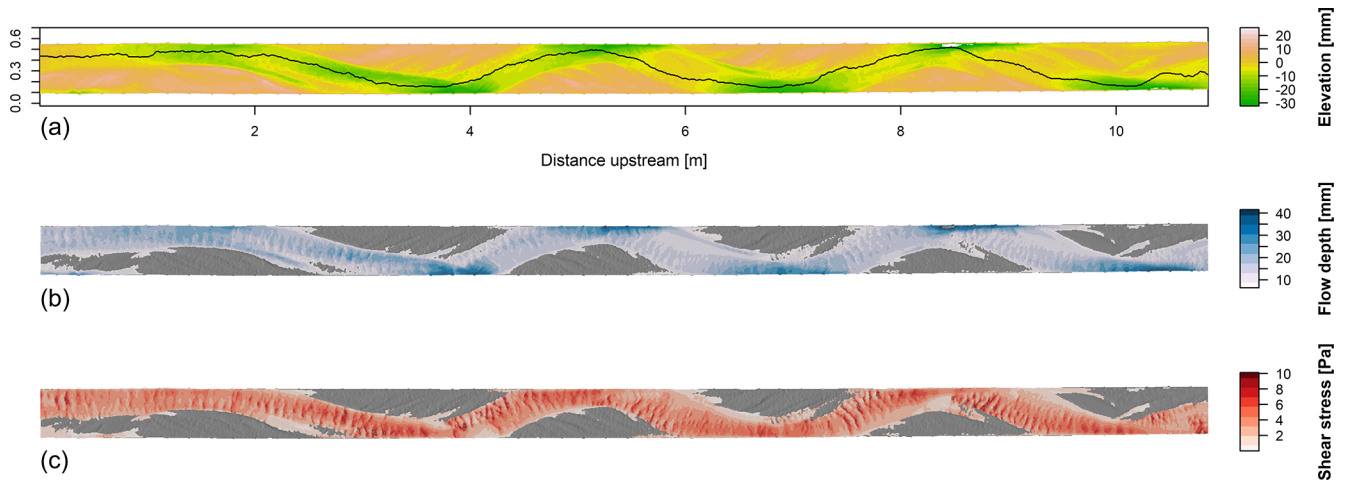 0.0 0.3 0.6
20
10
0
-10
-20
-30
Elevation [mm]
(a)
2 4 6 8 10
Distance upstream [m]
40
30
20
10
Flow depth [mm]
(b)
10
8
6
4
2
Shear stress [Pa]
(c)